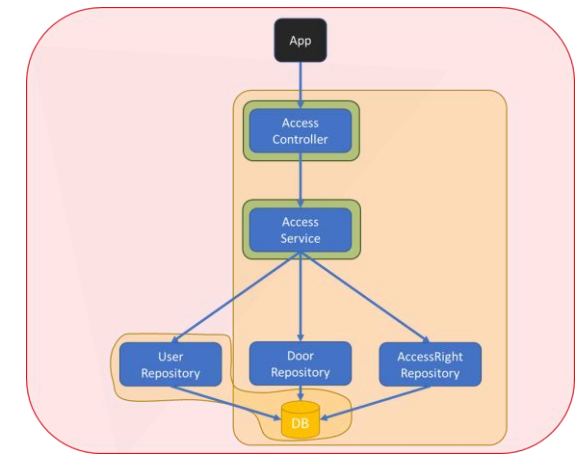 App
Access
Controller
Access
Service
User
Repository
Door
Repository
AccessRight
Repository
DB